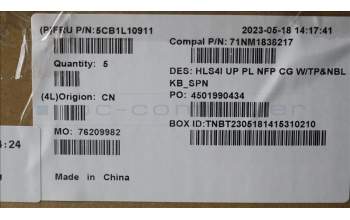 (P)FRU P/N:5CB1L10911
2023-05-18 14:17:41
Compal P/N: 71NM1836217
Quantity: 5
DES: HLS4I UP PL NFP CG W/TP&NBL
KB_SPN
(4L)Origion: CN
PO: 4501990434
MO: 76209982
BOX ID:TNBT2305181415310210
4:24
Made in China